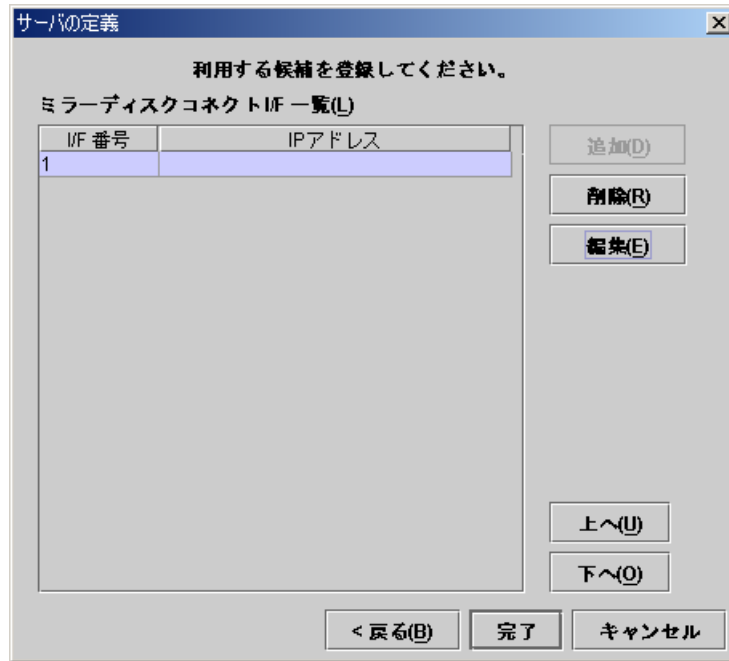 サーバの定義
利用する候補を登録してください。
ミラーディスクコネクトI/F 一覧(L)
I/F 番号 IPアドレス
1
追加(D)
削除(R)
編集(E)
上へ(U)
下へ(O)
< 戻る(B) 完了 キャンセル